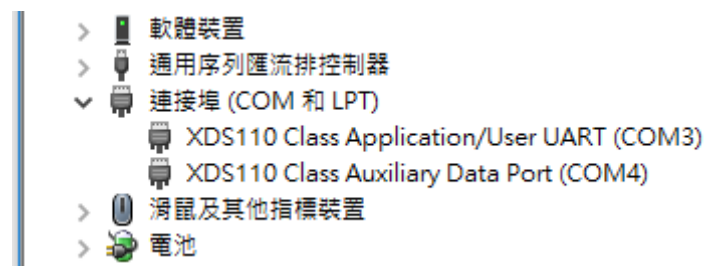 軟體裝置
通用序列匯流排控制器
連接埠 (COM 和 LPT)
XDS110 Class Application/User UART (COM3)
XDS110 Class Auxiliary Data Port (COM4)
滑鼠及其他指標裝置
電池